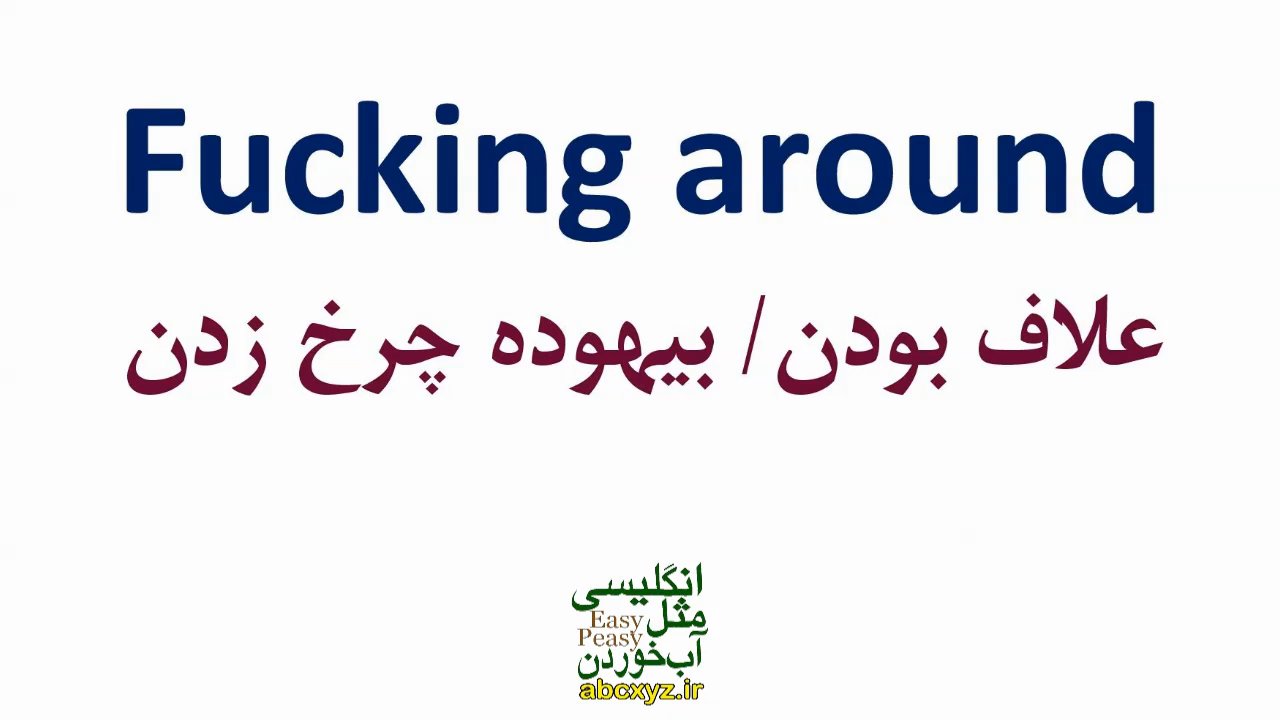 Fucking around
علاف بودن/ بیهوده چرخ زدن
انگلیسی
مثل
Easy
Peasy
آب‌خوردن
abcxyz.ir